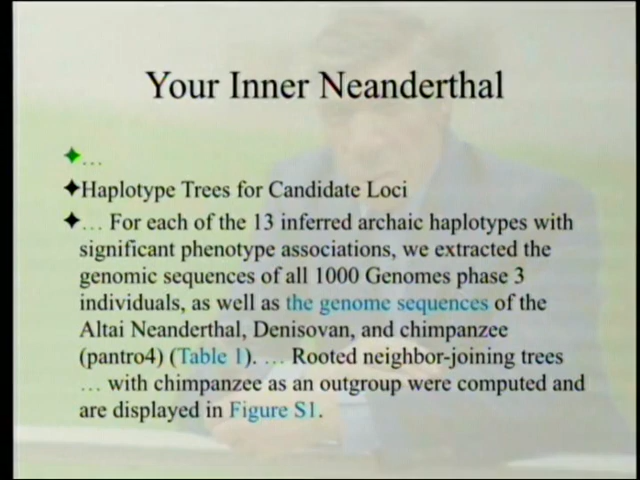 Your Inner Neanderthal
✦…
✦Haplotype Trees for Candidate Loci
✦… For each of the 13 inferred archaic haplotypes with
significant phenotype associations, we extracted the
genomic sequences of all 1000 Genomes phase 3
individuals, as well as the genome sequences of the
Altai Neanderthal, Denisovan, and chimpanzee
(pantro4) (Table 1). … Rooted neighbor-joining trees
… with chimpanzee as an outgroup were computed and
are displayed in Figure S1.